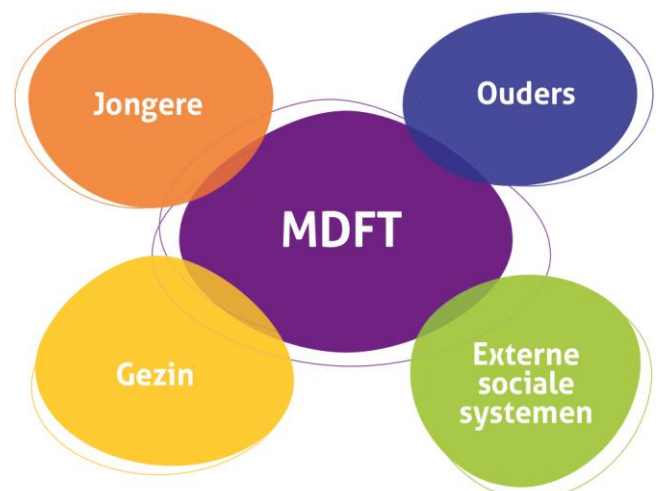 Jongere
Ouders
MDFT
Gezin
Externe
sociale
systemen